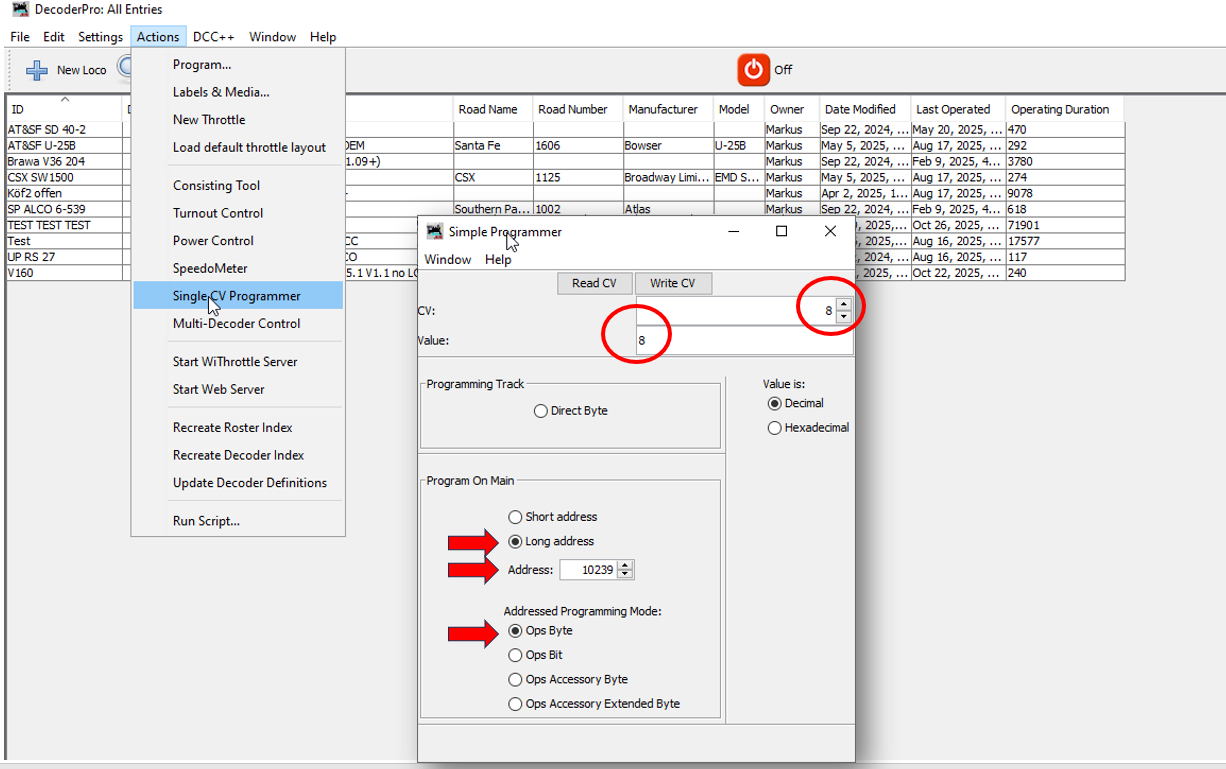 DecoderPro: All Entries
File Edit Settings Actions DCC++ Window Help
New Loco
Off
Program...
Labels & Media...
New Throttle
Load default throttle layout
Consisting Tool
Turnout Control
Power Control
SpeedoMeter
Single CV Programmer
Multi-Decoder Control
Start WiThrottle Server
Start Web Server
Recreate Roster Index
Recreate Decoder Index
Update Decoder Definitions
Run Script...
ID Road Name Road Number Manufacturer Model Owner Date Modified Last Operated Operating Duration
AT&SF SD 40-2 Markus Sep 22, 2024, ... May 20, 2025, ... 470
AT&SF U-25B DEM Santa Fe 1606 Bowser U-25B Markus May 5, 2025, ... Aug 17, 2025, ... 292
Brawa V36 204 1.09+) Markus Sep 22, 2024, ... Feb 9, 2025, 4... 3780
CSX SW1500 CSX 1125 Broadway Limi... EMD S... Markus May 5, 2025, ... Aug 17, 2025, ... 274
Köf2 offen Markus Apr 2, 2025, 1... Aug 17, 2025, ... 9078
SP ALCO 6-539 Southern Pa... 1002 Atlas Markus Sep 22, 2024, ... Feb 9, 2025, 4... 618
TEST TEST TEST 2025, ... Oct 26, 2025, ... 71901
Test CC 2025, ... Aug 16, 2025, ... 17577
UP RS 27 CO 2025, ... Aug 16, 2025, ... 117
V160 5.1 V1.1 no LC 2025, ... Oct 22, 2025, ... 240
Simple Programmer
Window Help
Read CV Write CV
CV: 8
Value: 8
Programming Track
Direct Byte
Value is:
Decimal
Hexadecimal
Program On Main
Short address
Long address
Address: 10239
Addressed Programming Mode:
Ops Byte
Ops Bit
Ops Accessory Byte
Ops Accessory Extended Byte